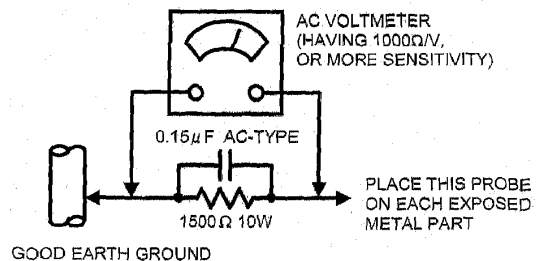 AC VOLTMETER
(HAVING 1000Ω/V,
OR MORE SENSITIVITY)
0.15μF AC-TYPE
1500Ω 10W
PLACE THIS PROBE
ON EACH EXPOSED
METAL PART
GOOD EARTH GROUND